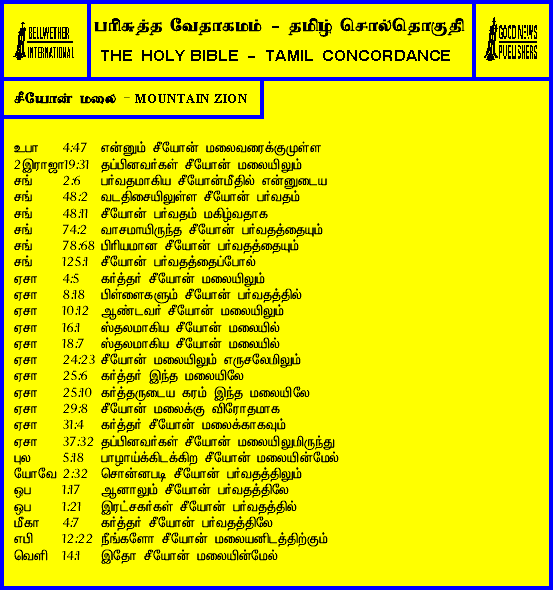 BELLWETHER
INTERNATIONAL
பரிசுத்த வேதாகமம் - தமிழ் சொல்தொகுதி
THE HOLY BIBLE - TAMIL CONCORDANCE
GOOD NEWS
PUBLISHERS
சீயோன் மலை - MOUNTAIN ZION
உபா 4:47 என்னும் சீயோன் மலைவரைக்குமுள்ள
2இராஜா19:31 தப்பினவர்கள் சீயோன் மலையிலும்
சங் 2:6 பர்வதமாகிய சீயோன்மீதில் என்னுடைய
சங் 48:2 வடதிசையிலுள்ள சீயோன் பர்வதம்
சங் 48:11 சீயோன் பர்வதம் மகிழ்வதாக
சங் 74:2 வாசமாயிருந்த சீயோன் பர்வதத்தையும்
சங் 78:68 பிரியமான சீயோன் பர்வதத்தையும்
சங் 125:1 சீயோன் பர்வதத்தைப்போல்
ஏசா 4:5 கர்த்தர் சீயோன் மலையிலும்
ஏசா 8:18 பிள்ளைகளும் சீயோன் பர்வதத்தில்
ஏசா 10:12 ஆண்டவர் சீயோன் மலையிலும்
ஏசா 16:1 ஸ்தலமாகிய சீயோன் மலையில்
ஏசா 18:7 ஸ்தலமாகிய சீயோன் மலையில்
ஏசா 24:23 சீயோன் மலையிலும் எருசலேமிலும்
ஏசா 25:6 கர்த்தர் இந்த மலையிலே
ஏசா 25:10 கர்த்தருடைய கரம் இந்த மலையிலே
ஏசா 29:8 சீயோன் மலைக்கு விரோதமாக
ஏசா 31:4 கர்த்தர் சீயோன் மலைக்காகவும்
ஏசா 37:32 தப்பினவர்கள் சீயோன் மலையிலுமிருந்து
புல 5:18 பாழாய்க்கிடக்கிற சீயோன் மலையின்மேல்
யோவே 2:32 சொன்னபடி சீயோன் பர்வதத்திலும்
ஒப 1:17 ஆனாலும் சீயோன் பர்வதத்திலே
ஒப 1:21 இரட்சகர்கள் சீயோன் பர்வதத்தில்
மீகா 4:7 கர்த்தர் சீயோன் பர்வதத்திலே
எபி 12:22 நீங்களோ சீயோன் மலையனிடத்திற்கும்
வெளி 14:1 இதோ சீயோன் மலையின்மேல்